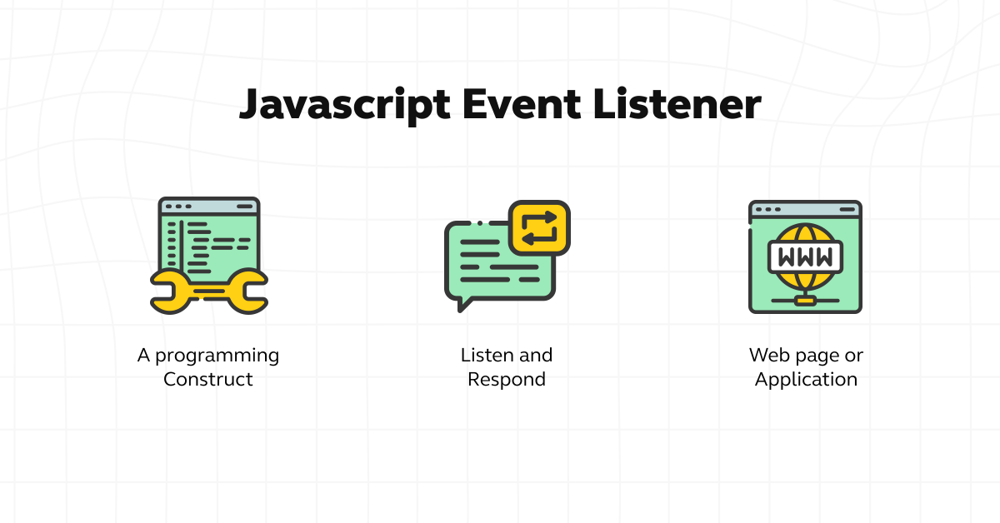 Javascript Event Listener
WWW
A programming
Construct
Listen and
Respond
Web page or
Application